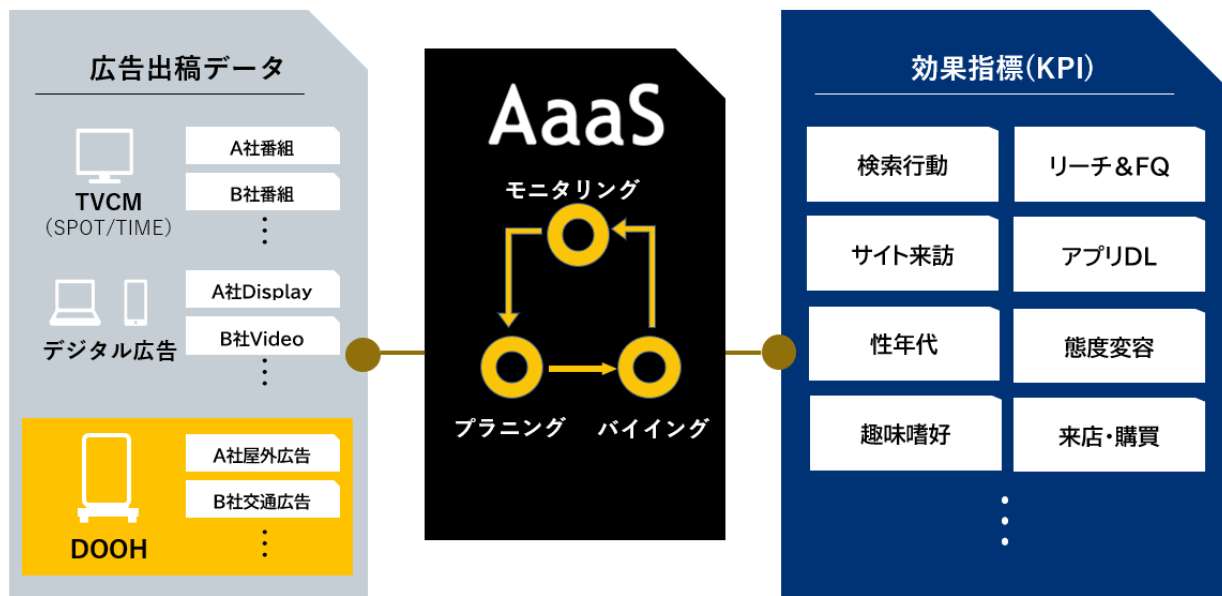 広告出稿データ
TVCM
(SPOT/TIME)
A社番組
B社番組
デジタル広告
A社Display
B社Video
DOOH
A社屋外広告
B社交通広告
AaaS
モニタリング
プラニング
バイイング
効果指標(KPI)
検索行動
リーチ&FQ
サイト来訪
アプリDL
性年代
態度変容
趣味嗜好
来店・購買